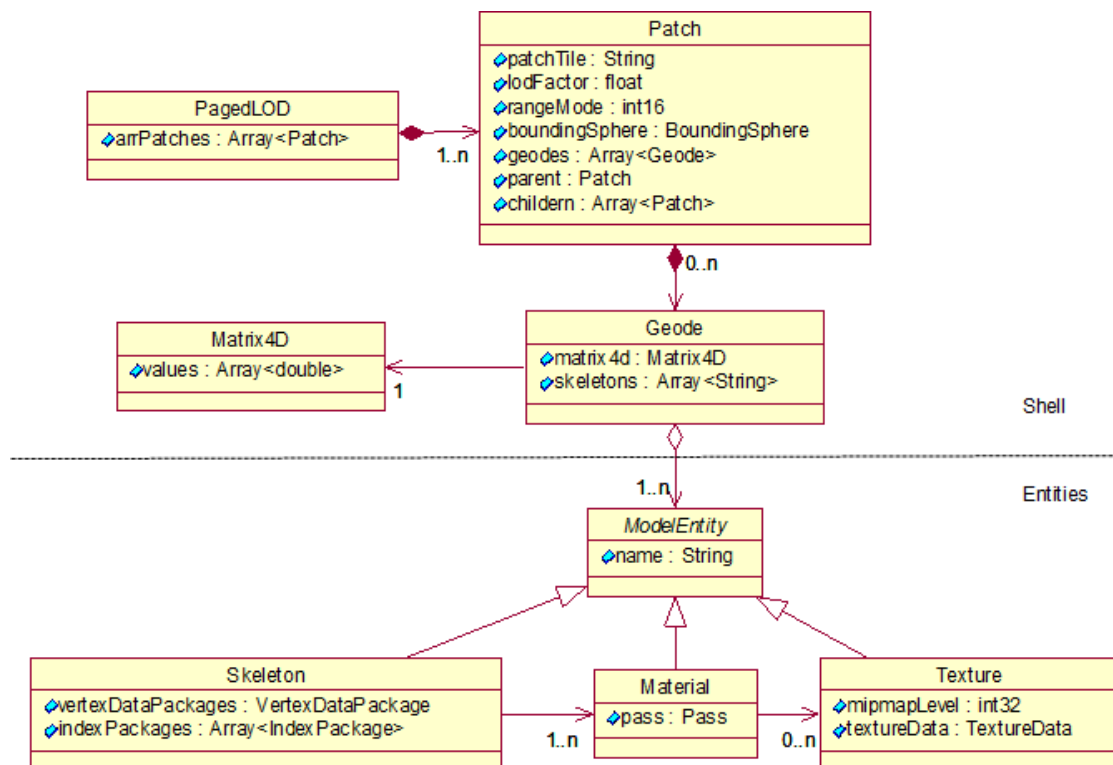 Patch
patchTile : String
lodFactor : float
rangeMode : int16
boundingSphere : BoundingSphere
geodes : Array<Geode>
parent : Patch
childern : Array<Patch>
PagedLOD
arrPatches : Array<Patch>
1..n
0..n
Matrix4D
values : Array<double>
1
Geode
matrix4d : Matrix4D
skeletons : Array<String>
Shell
1..n
Entities
ModelEntity
name : String
Skeleton
vertexDataPackages : VertexDataPackage
indexPackages : Array<IndexPackage>
1..n
Material
pass : Pass
0..n
Texture
mipmapLevel : int32
textureData : TextureData